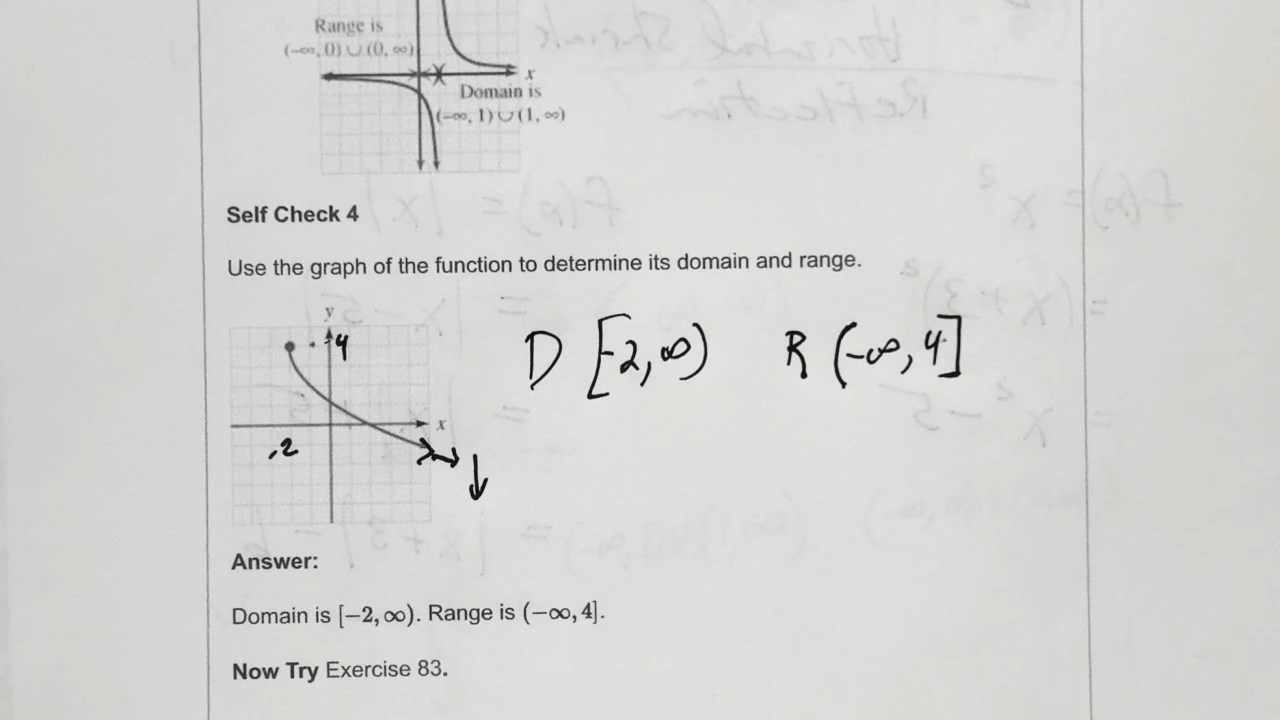 Range is
(−∞, 0) ∪ (0, ∞)
x
Domain is
(−∞, 1) ∪ (1, ∞)
Self Check 4
Use the graph of the function to determine its domain and range.
y
4
D [-2, ∞) R (-∞, 4]
x
-2
Answer:
Domain is [−2, ∞). Range is (−∞, 4].
Now Try Exercise 83.